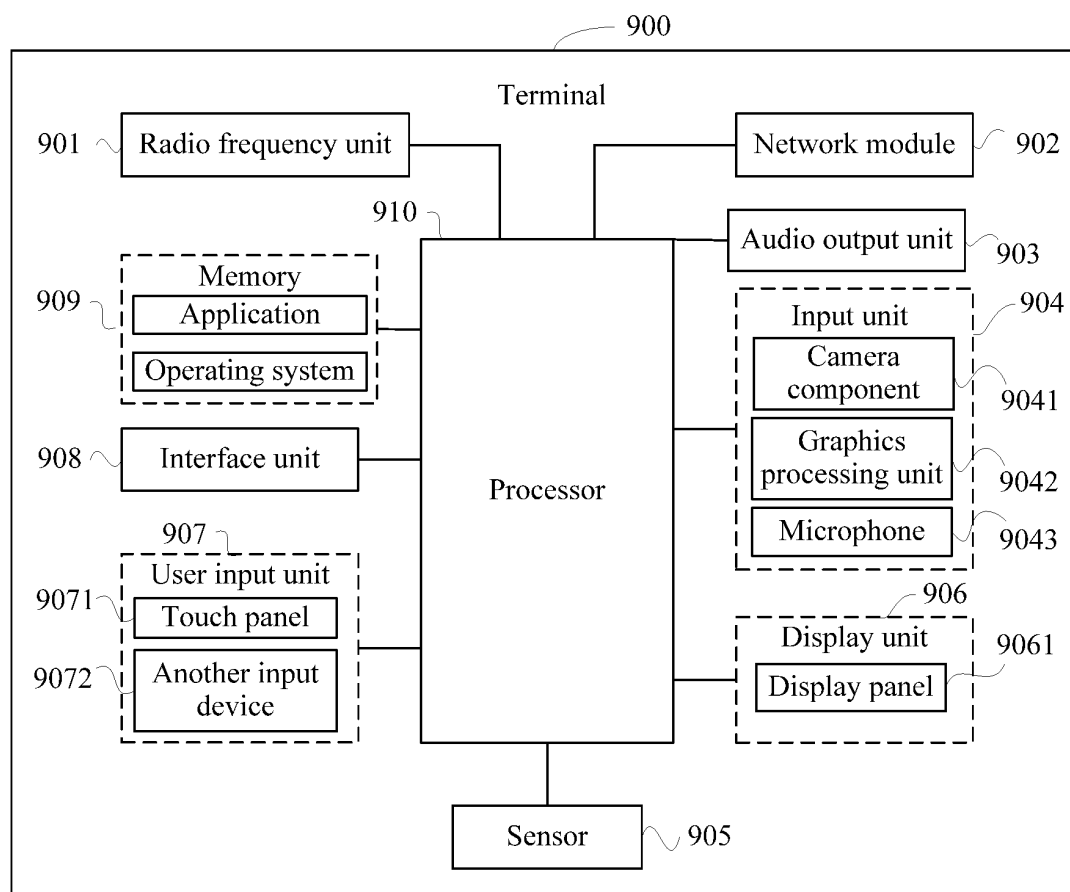 900
Terminal
901
Radio frequency unit
Network module
902
910
Audio output unit
903
909
Memory
Application
Operating system
904
Input unit
Camera
component
9041
Graphics
processing unit
9042
Microphone
9043
908
Interface unit
Processor
907
User input unit
9071
Touch panel
9072
Another input
device
906
Display unit
9061
Display panel
Sensor
905